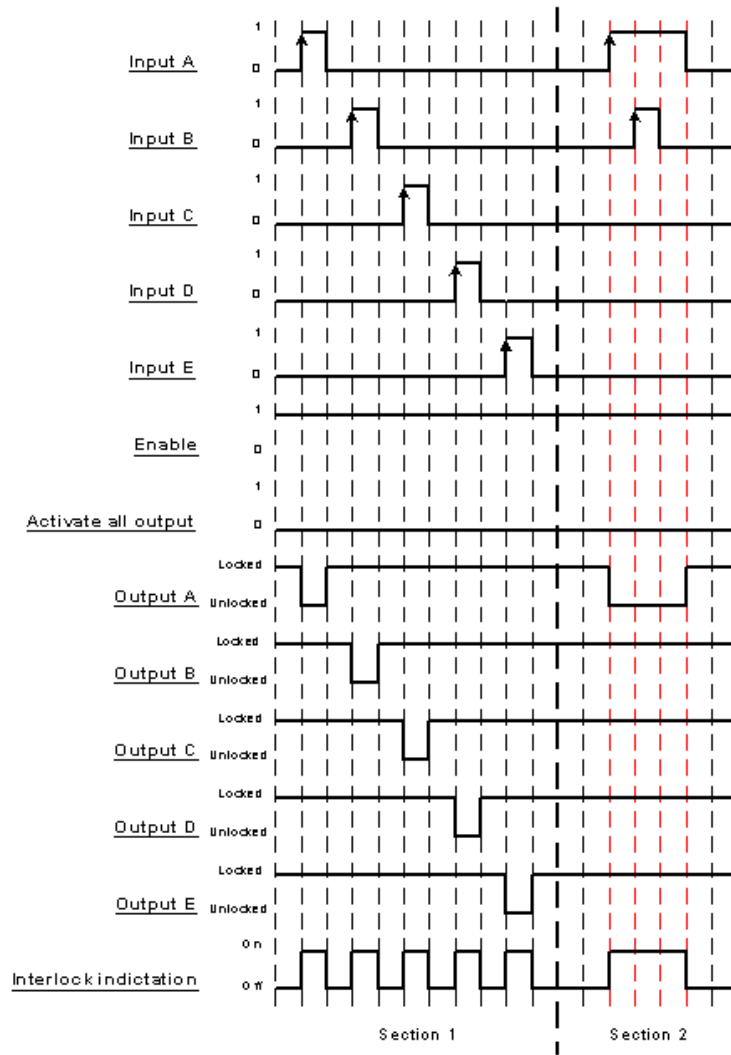 1
Input A
0
1
Input B
0
1
Input C
0
1
Input D
0
1
Input E
0
1
Enable
0
1
Activate all output
0
Locked
Output A
Unlocked
Locked
Output B
Unlocked
Locked
Output C
Unlocked
Locked
Output D
Unlocked
Locked
Output E
Unlocked
On
Interlock indictation
Off
Section 1 Section 2